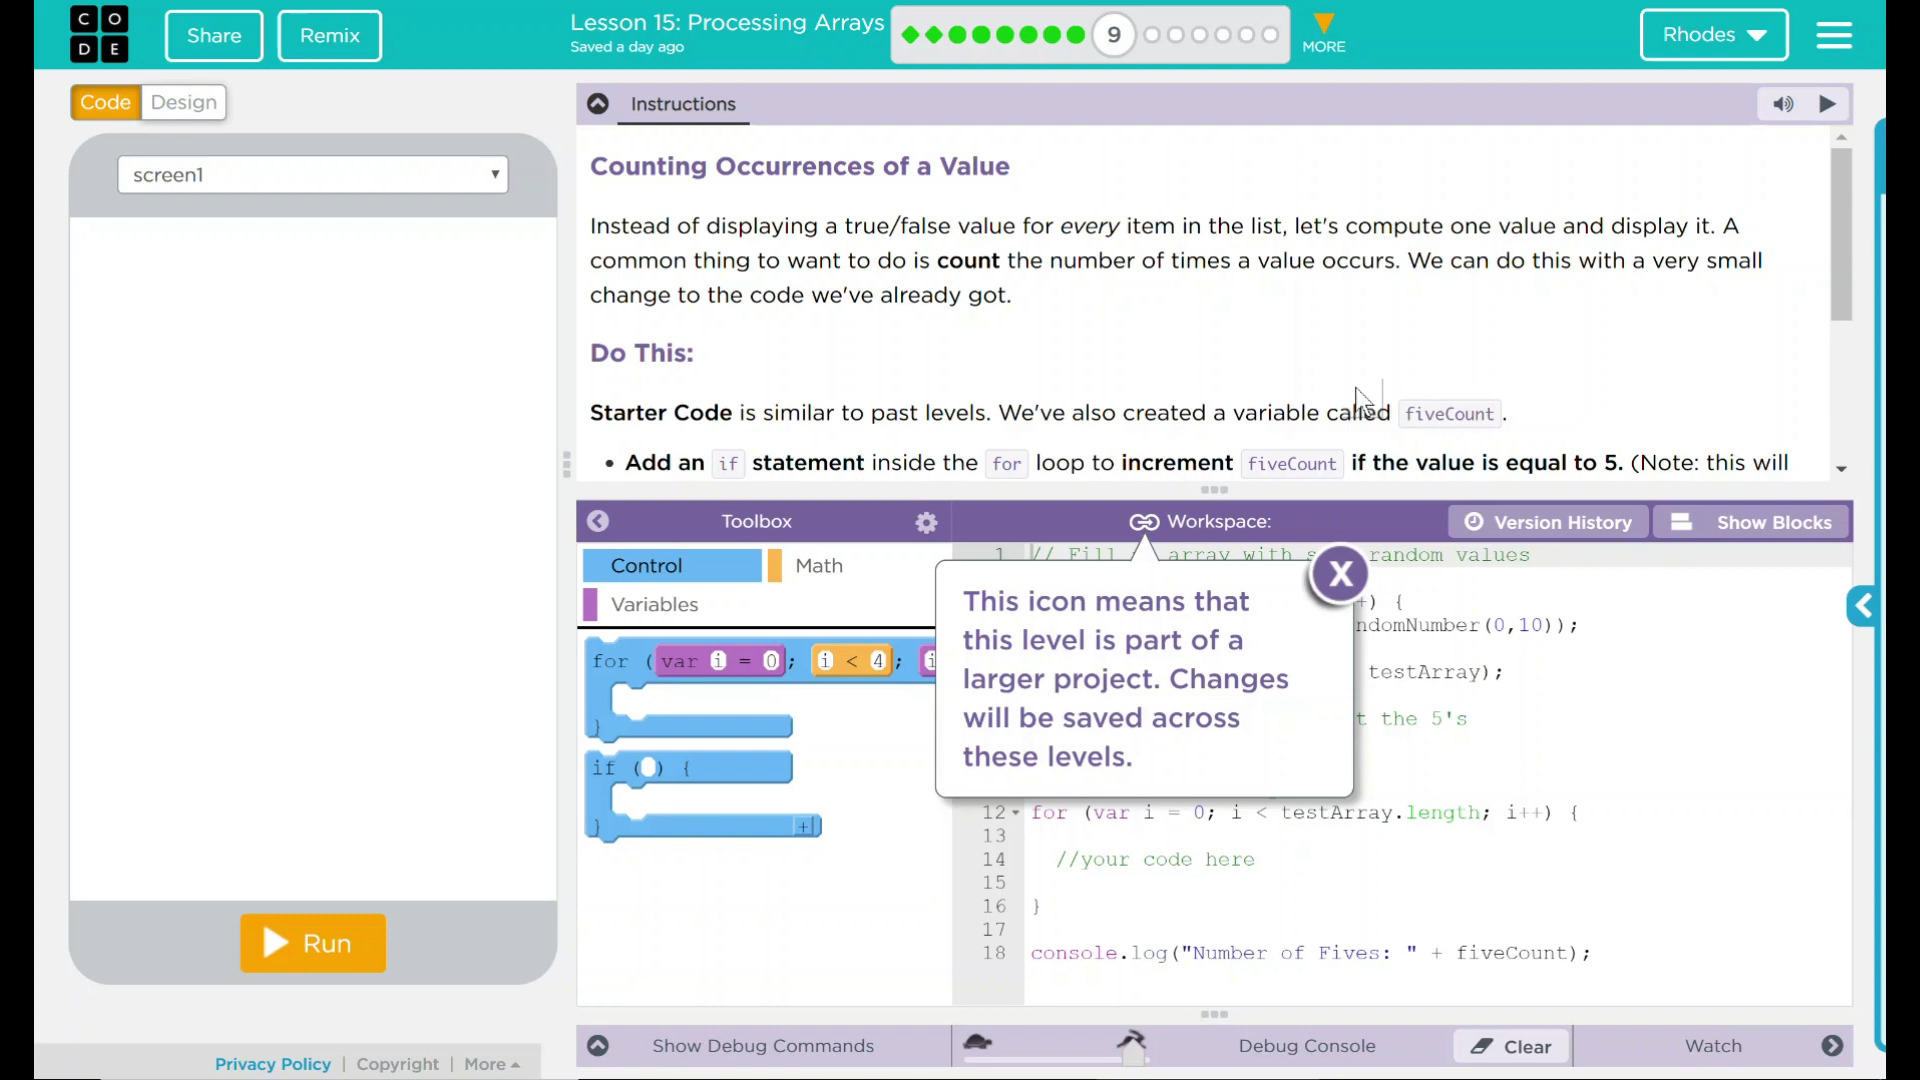 C O
D E
Share
Remix
Lesson 15: Processing Arrays
Saved a day ago
9
MORE
Rhodes
Code
Design
screen1
Instructions
Counting Occurrences of a Value
Instead of displaying a true/false value for every item in the list, let's compute one value and display it. A
common thing to want to do is count the number of times a value occurs. We can do this with a very small
change to the code we've already got.
Do This:
Starter Code is similar to past levels. We've also created a variable called fiveCount.
• Add an if statement inside the for loop to increment fiveCount if the value is equal to 5. (Note: this will
Toolbox
Workspace:
Version History
Show Blocks
Control
Math
Variables
for (var i = 0; i < 4; i
}
if () {
}
+
1 // Fill array with random values
+) {
ndomNumber(0,10));
testArray);
t the 5's
This icon means that
this level is part of a
larger project. Changes
will be saved across
these levels.
X
12 for (var i = 0; i < testArray.length; i++) {
13
14 //your code here
15
16 }
17
18 console.log("Number of Fives: " + fiveCount);
Run
Show Debug Commands
Debug Console
Clear
Watch
Privacy Policy | Copyright | More